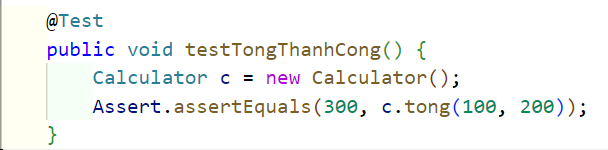 @Test
public void testTongThanhCong() {
Calculator c = new Calculator();
Assert.assertEquals(300, c.tong(100, 200));
}